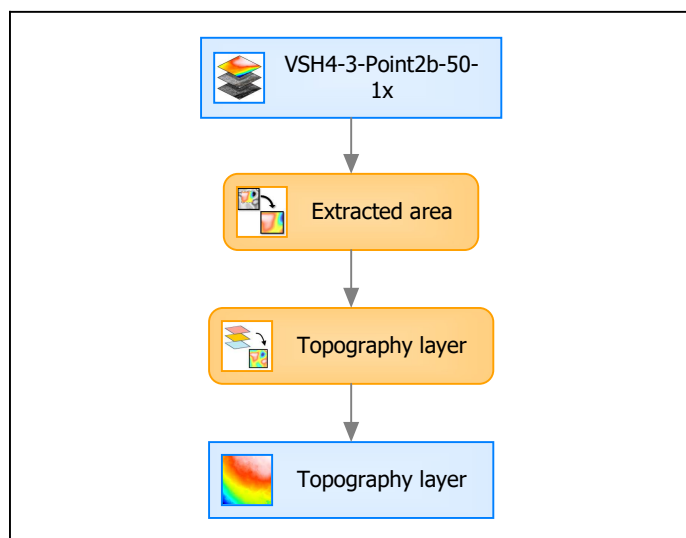 VSH4-3-Point2b-50-
1x
Extracted area
Topography layer
Topography layer